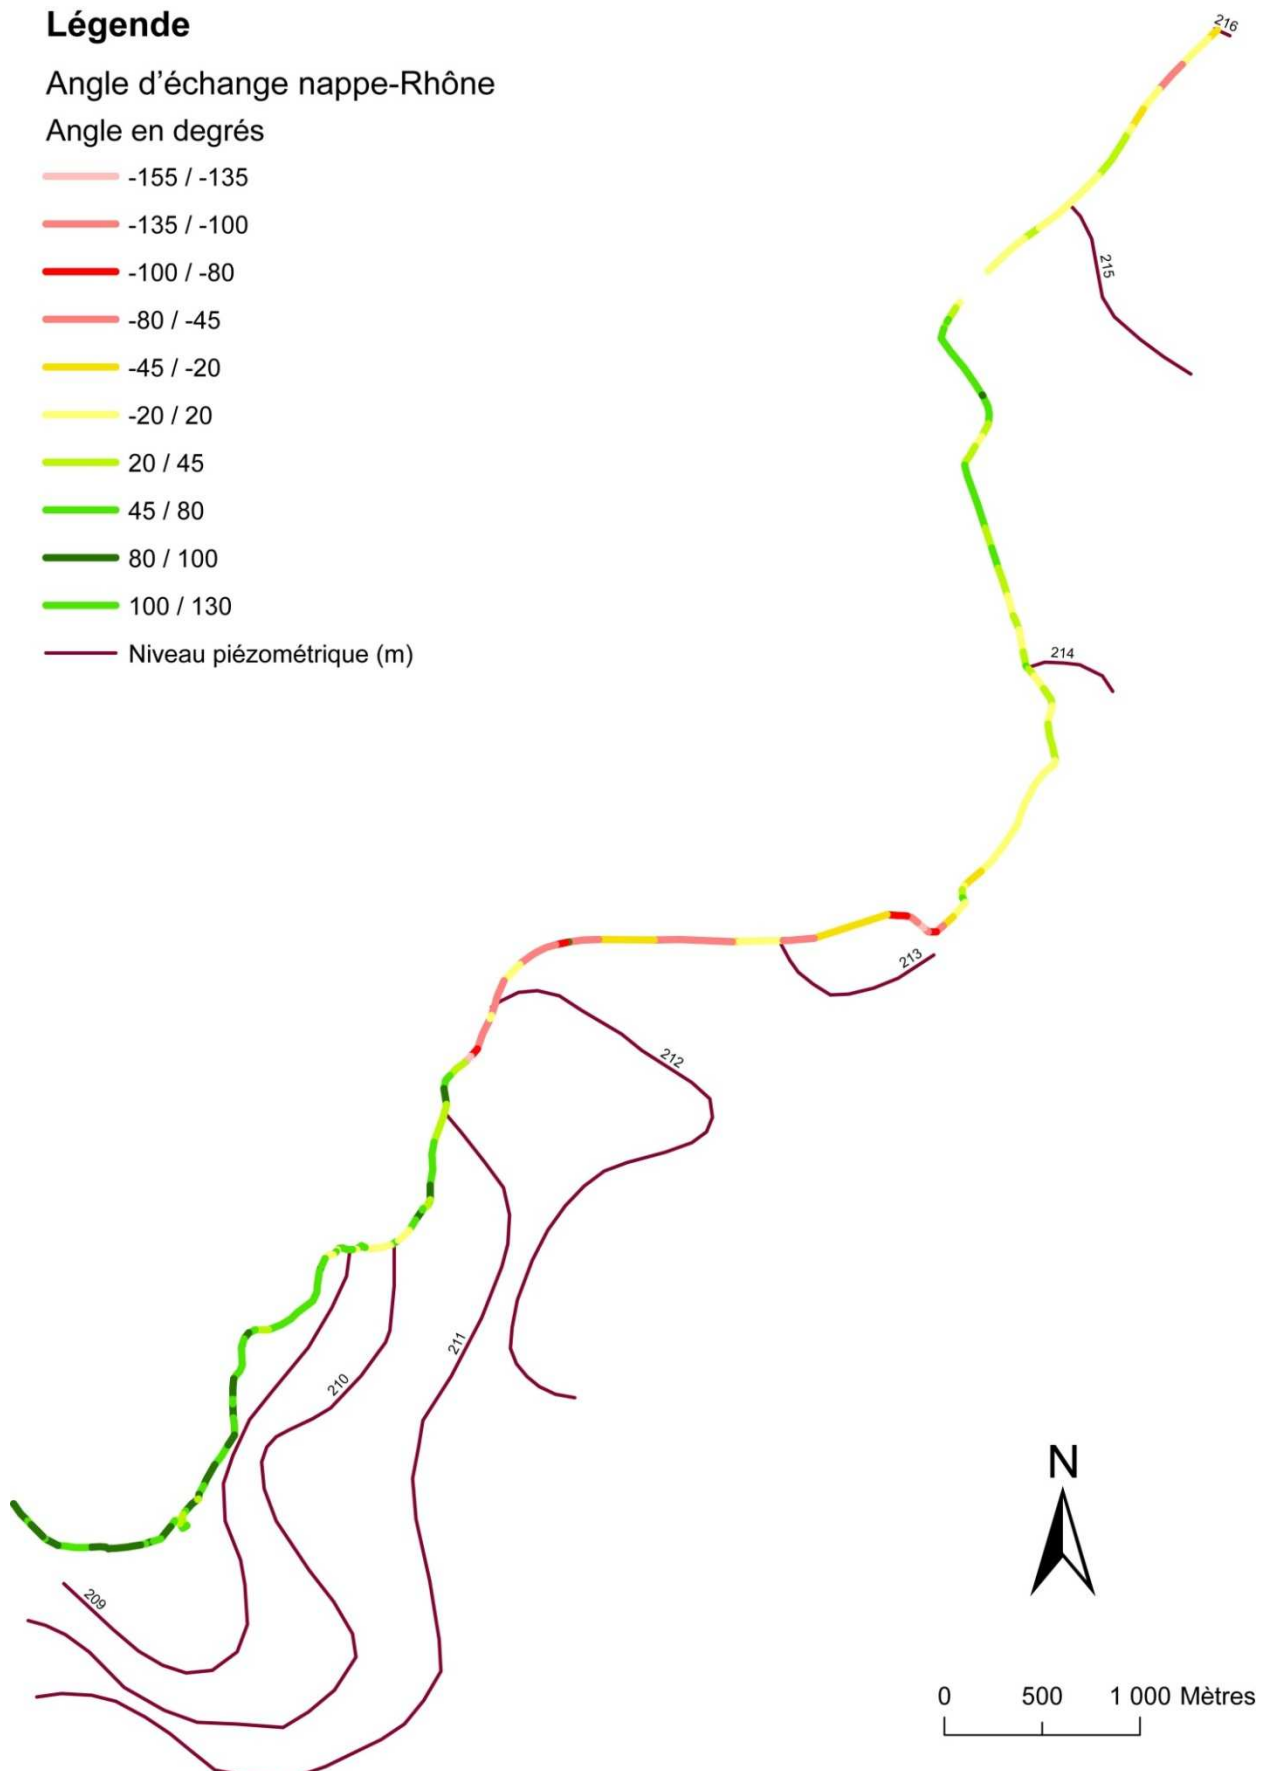 Légende
Angle d'échange nappe-Rhône
Angle en degrés
-155 / -135
-135 / -100
-100 / -80
-80 / -45
-45 / -20
-20 / 20
20 / 45
45 / 80
80 / 100
100 / 130
Niveau piézométrique (m)
216
215
214
213
212
211
210
209
N
0 500 1 000 Mètres